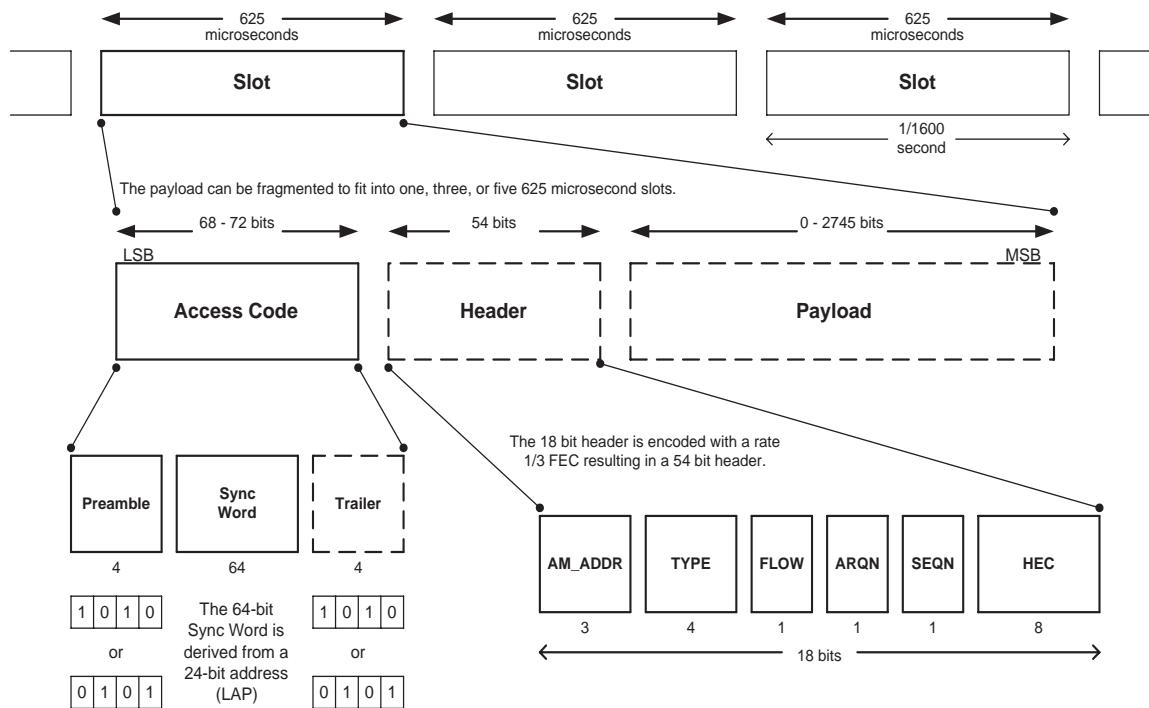 625
microseconds
625
microseconds
625
microseconds
Slot
Slot
Slot
1/1600
second
The payload can be fragmented to fit into one, three, or five 625 microsecond slots.
68 - 72 bits
54 bits
0 - 2745 bits
LSB
MSB
Access Code
Header
Payload
The 18 bit header is encoded with a rate
1/3 FEC resulting in a 54 bit header.
Preamble
Sync
Word
Trailer
4
64
4
1 0 1 0
or
0 1 0 1
The 64-bit
Sync Word is
derived from a
24-bit address
(LAP)
1 0 1 0
or
0 1 0 1
AM_ADDR
TYPE
FLOW
ARQN
SEQN
HEC
3
4
1
1
1
8
18 bits